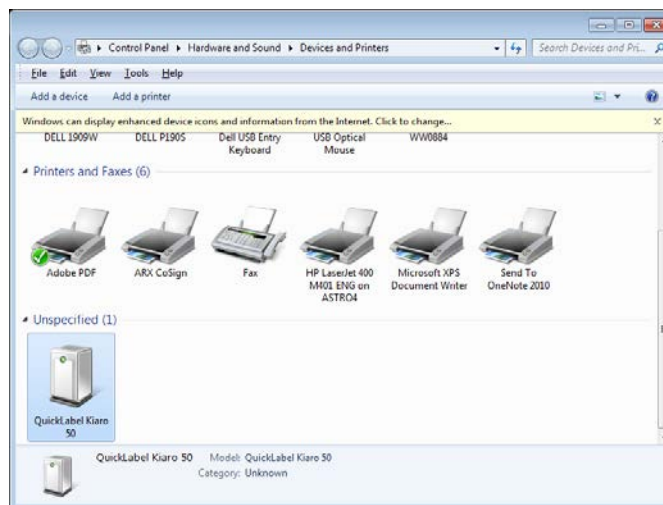 Control Panel ▸ Hardware and Sound ▸ Devices and Printers
Search Devices and Pri...
File Edit View Tools Help
Add a device Add a printer
Windows can display enhanced device icons and information from the Internet. Click to change...
DELL 1909W DELL P190S Dell USB Entry USB Optical WW0884
Keyboard Mouse
Printers and Faxes (6)
Adobe PDF ARX CoSign Fax HP LaserJet 400 Microsoft XPS Send To
M401 ENG on Document Writer OneNote 2010
ASTRO4
Unspecified (1)
QuickLabel Kiaro
50
QuickLabel Kiaro 50 Model: QuickLabel Kiaro 50
Category: Unknown